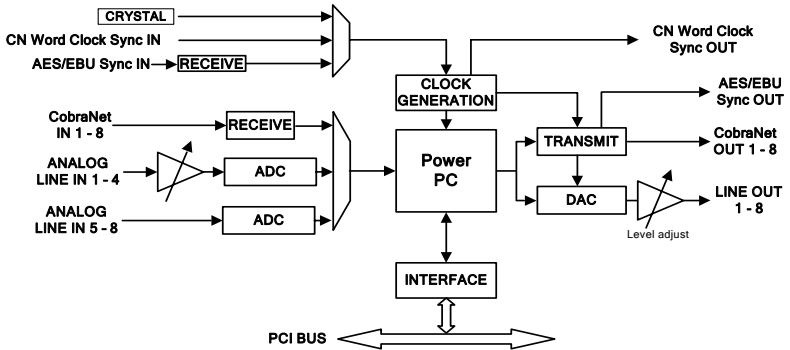 CRYSTAL
CN Word Clock Sync IN
AES/EBU Sync IN
RECEIVE
CLOCK
GENERATION
CN Word Clock
Sync OUT
AES/EBU
Sync OUT
CobraNet
IN 1 - 8
RECEIVE
ANALOG
LINE IN 1 - 4
ADC
ANALOG
LINE IN 5 - 8
ADC
Power
PC
TRANSMIT
CobraNet
OUT 1 - 8
DAC
LINE OUT
1 - 8
Level adjust
INTERFACE
PCI BUS